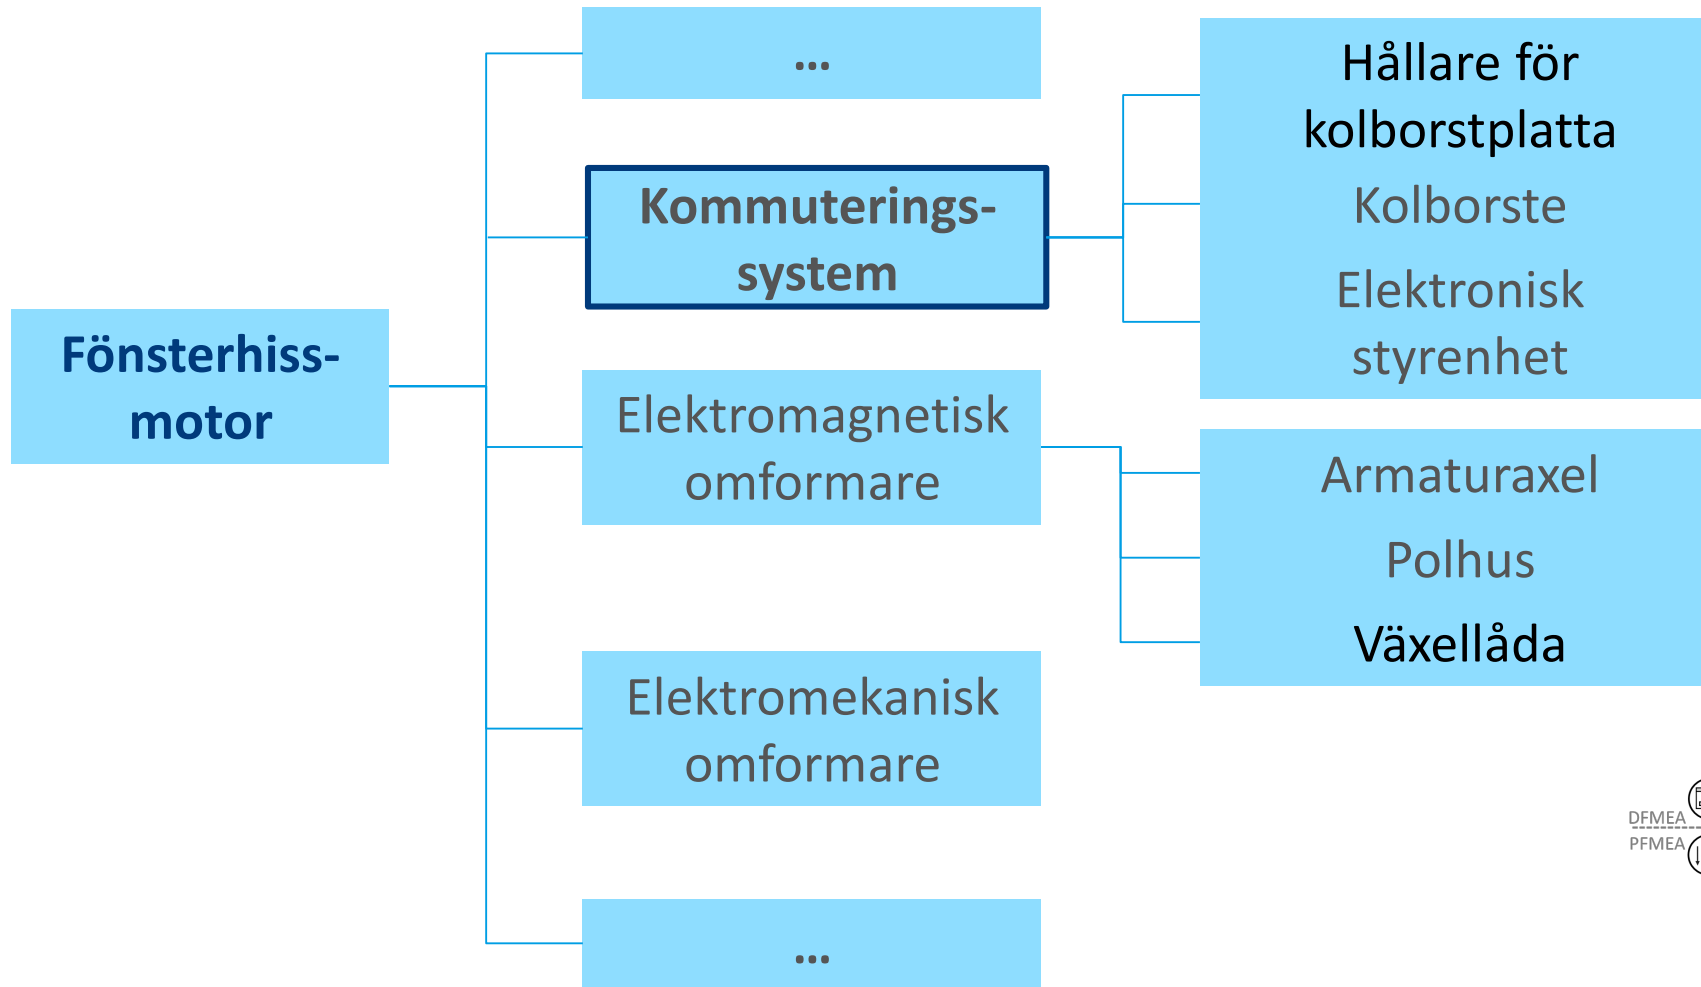 ...
Kommuterings-
system
Fönsterhiss-
motor
Elektromagnetisk
omformare
Elektromekanisk
omformare
...
Hållare för
kolborstplatta
Kolborste
Elektronisk
styrenhet
Armaturaxel
Polhus
Växellåda
DFMEA
PFMEA